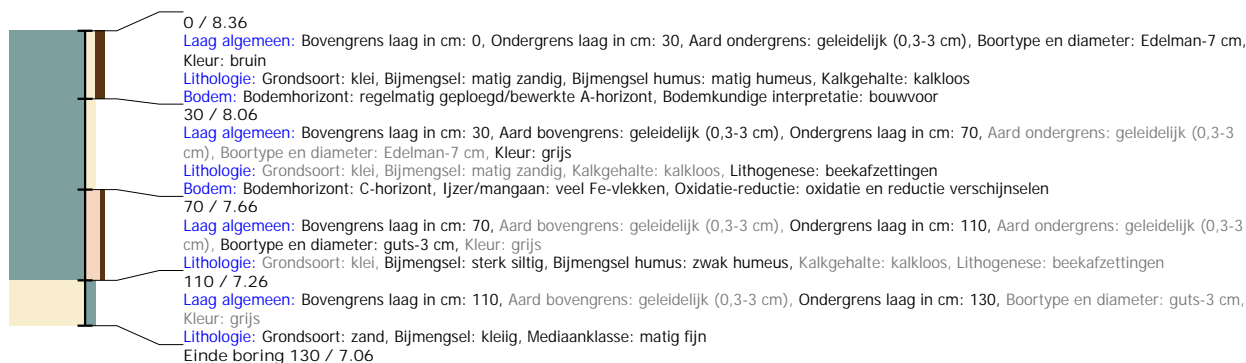 0 / 8.36
Laag algemeen: Bovengrens laag in cm: 0, Ondergrens laag in cm: 30, Aard ondergrens: geleidelijk (0,3-3 cm), Boortype en diameter: Edelman-7 cm,
Kleur: bruin
Lithologie: Grondsoort: klei, Bijmengsel: matig zandig, Bijmengsel humus: matig humeus, Kalkgehalte: kalkloos
Bodem: Bodemhorizont: regelmatig geploegd/bewerkte A-horizont, Bodemkundige interpretatie: bouwvoor
30 / 8.06
Laag algemeen: Bovengrens laag in cm: 30, Aard bovengrens: geleidelijk (0,3-3 cm), Ondergrens laag in cm: 70, Aard ondergrens: geleidelijk (0,3-3
cm), Boortype en diameter: Edelman-7 cm, Kleur: grijs
Lithologie: Grondsoort: klei, Bijmengsel: matig zandig, Kalkgehalte: kalkloos, Lithogenese: beekafzettingen
Bodem: Bodemhorizont: C-horizont, Ijzer/mangaan: veel Fe-vlekken, Oxidatie-reductie: oxidatie en reductie verschijnselen
70 / 7.66
Laag algemeen: Bovengrens laag in cm: 70, Aard bovengrens: geleidelijk (0,3-3 cm), Ondergrens laag in cm: 110, Aard ondergrens: geleidelijk (0,3-3
cm), Boortype en diameter: guts-3 cm, Kleur: grijs
Lithologie: Grondsoort: klei, Bijmengsel: sterk siltig, Bijmengsel humus: zwak humeus, Kalkgehalte: kalkloos, Lithogenese: beekafzettingen
110 / 7.26
Laag algemeen: Bovengrens laag in cm: 110, Aard bovengrens: geleidelijk (0,3-3 cm), Ondergrens laag in cm: 130, Boortype en diameter: guts-3 cm,
Kleur: grijs
Lithologie: Grondsoort: zand, Bijmengsel: kleiig, Mediaanklasse: matig fijn
Einde boring 130 / 7.06